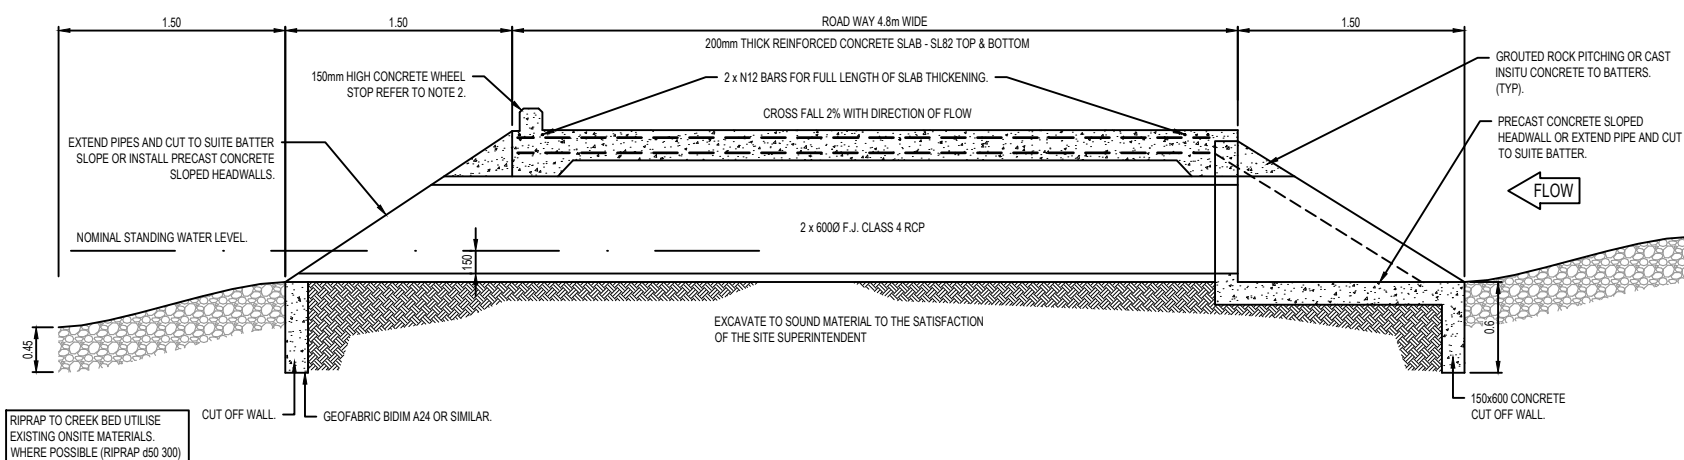 1.50
1.50
ROAD WAY 4.8m WIDE
1.50
200mm THICK REINFORCED CONCRETE SLAB - SL82 TOP & BOTTOM
150mm HIGH CONCRETE WHEEL
STOP REFER TO NOTE 2.
2 x N12 BARS FOR FULL LENGTH OF SLAB THICKENING.
GROUTED ROCK PITCHING OR CAST
INSITU CONCRETE TO BATTERS.
(TYP).
CROSS FALL 2% WITH DIRECTION OF FLOW
EXTEND PIPES AND CUT TO SUITE BATTER
SLOPE OR INSTALL PRECAST CONCRETE
SLOPED HEADWALLS.
PRECAST CONCRETE SLOPED
HEADWALL OR EXTEND PIPE AND CUT
TO SUITE BATTER.
FLOW
NOMINAL STANDING WATER LEVEL.
2 x 600Ø F.J. CLASS 4 RCP
150
EXCAVATE TO SOUND MATERIAL TO THE SATISFACTION
OF THE SITE SUPERINTENDENT
0.45
0.6
RIPRAP TO CREEK BED UTILISE
EXISTING ONSITE MATERIALS.
WHERE POSSIBLE (RIPRAP d50 300)
CUT OFF WALL.
GEOFABRIC BIDIM A24 OR SIMILAR.
150x600 CONCRETE
CUT OFF WALL.